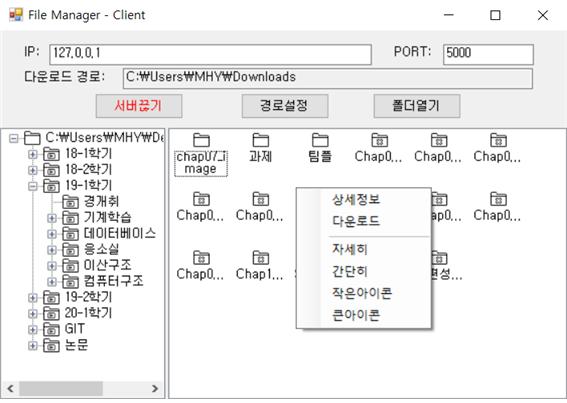 File Manager - Client
IP: 127,0,0,1 PORT: 5000
다운로드 경로: C:₩Users₩MHY₩Downloads
서버끊기 경로설정 폴더열기
C:₩Users₩MHY₩D
18-1학기
18-2학기
19-1학기
경개취
기계학습
데이터베이스
응소실
이산구조
컴퓨터구조
19-2학기
20-1학기
GIT
논문
chap07_i
mage
과제
팀플
Chap0,,,
Chap0,,,
Chap0,,,
Chap0,,,
Chap0,,,
Chap0,,,
Chap0,,,
Chap0,,,
Chap1,,,
편성,,,
상세정보
다운로드
자세히
간단히
작은아이콘
큰아이콘